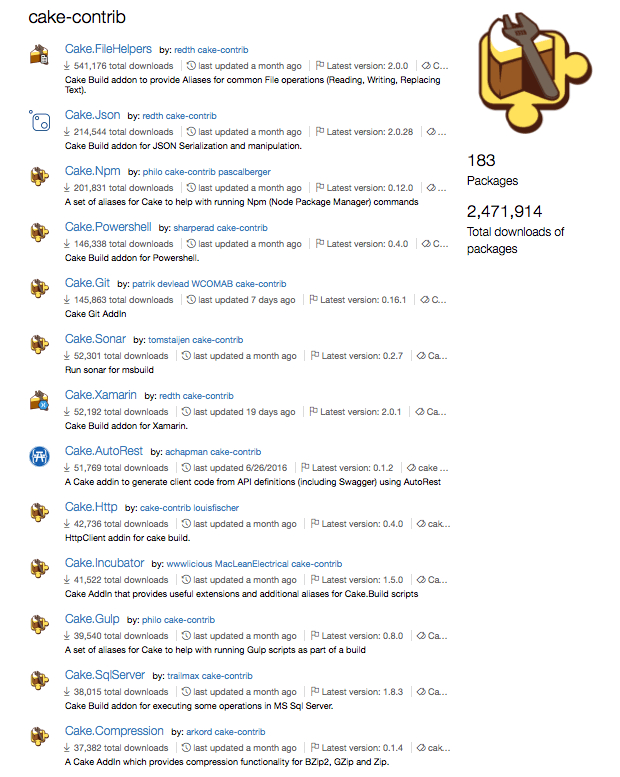 cake-contrib
Cake.FileHelpers by: redth cake-contrib
541,176 total downloads last updated a month ago Latest version: 2.0.0 C...
Cake Build addon to provide Aliases for common File operations (Reading, Writing, Replacing
Text).
Cake.Json by: redth cake-contrib
214,544 total downloads last updated a month ago Latest version: 2.0.28 ...
Cake Build addon for JSON Serialization and manipulation.
Cake.Npm by: philo cake-contrib pascalberger
201,831 total downloads last updated a month ago Latest version: 0.12.0 ...
A set of aliases for Cake to help with running Npm (Node Package Manager) commands
Cake.Powershell by: sharperad cake-contrib
146,338 total downloads last updated a month ago Latest version: 0.4.0 C...
Cake Build addon for Powershell.
Cake.Git by: patrik devlead WCOMAB cake-contrib
145,863 total downloads last updated 7 days ago Latest version: 0.16.1 C...
Cake Git AddIn
Cake.Sonar by: tomstaijen cake-contrib
52,301 total downloads last updated a month ago Latest version: 0.2.7 Ca...
Run sonar for msbuild
Cake.Xamarin by: redth cake-contrib
52,192 total downloads last updated 19 days ago Latest version: 2.0.1 Ca...
Cake Build addon for Xamarin.
Cake.AutoRest by: achapman cake-contrib
51,769 total downloads last updated 6/26/2016 Latest version: 0.1.2 cake ...
A Cake addin to generate client code from API definitions (including Swagger) using AutoRest
Cake.Http by: cake-contrib louisfischer
42,736 total downloads last updated a month ago Latest version: 0.4.0 cak...
HttpClient addin for cake build.
Cake.Incubator by: wwwlicious MacLeanElectrical cake-contrib
41,522 total downloads last updated a month ago Latest version: 1.5.0 Ca...
Cake AddIn that provides useful extensions and additional aliases for Cake.Build scripts
Cake.Gulp by: philo cake-contrib
39,540 total downloads last updated a month ago Latest version: 0.8.0 Ca...
A set of aliases for Cake to help with running Gulp scripts as part of a build
Cake.SqlServer by: trailmax cake-contrib
38,015 total downloads last updated a month ago Latest version: 1.8.3 Ca...
Cake Build addon for executing some operations in MS Sql Server.
Cake.Compression by: arkord cake-contrib
37,382 total downloads last updated a month ago Latest version: 0.1.4 cak...
A Cake AddIn which provides compression functionality for BZip2, GZip and Zip.
183
Packages
2,471,914
Total downloads of
packages